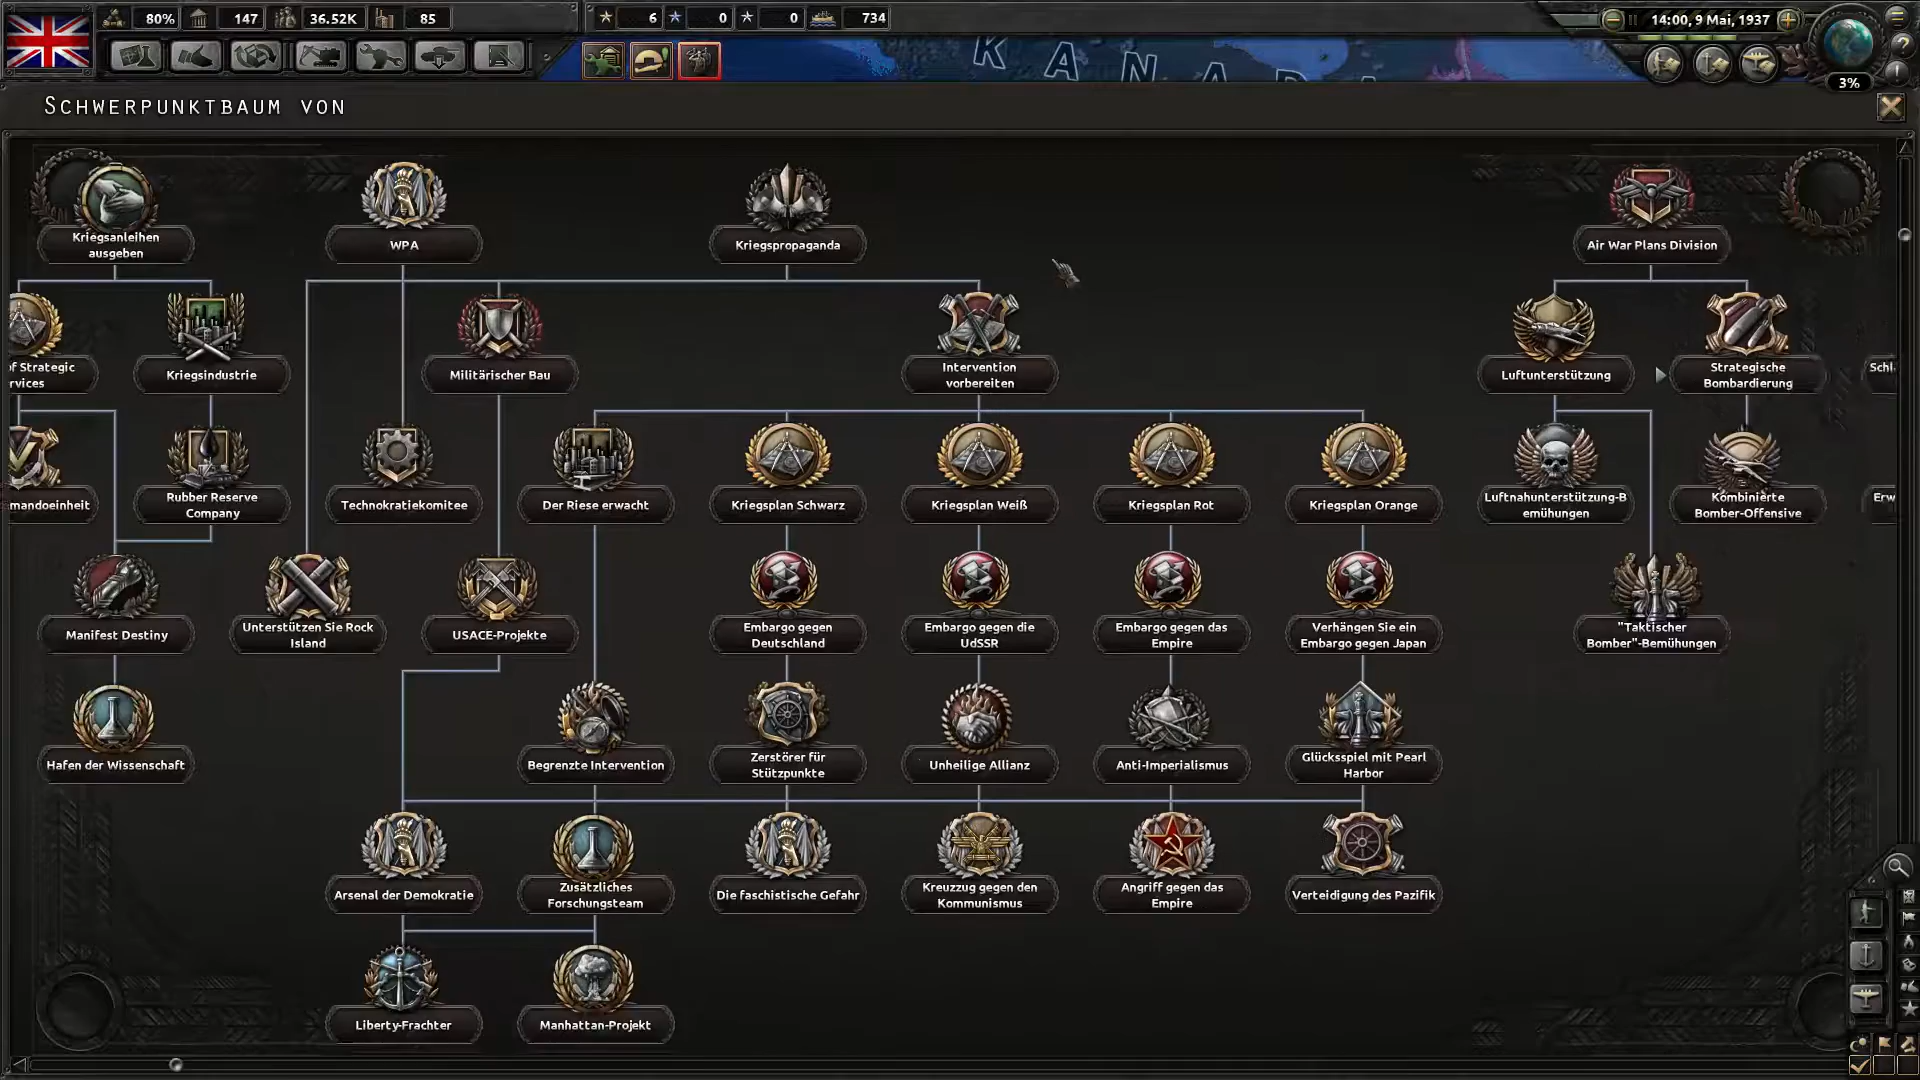 80% 147 36.52K 85 6 0 0 734 14:00, 9 Mai, 1937
K A N A D A
3%
SCHWERPUNKTBAUM VON
Kriegsanleihen
ausgeben
WPA
Kriegspropaganda
Air War Plans Division
of Strategic
rvices
Kriegsindustrie
Militärischer Bau
Intervention
vorbereiten
Luftunterstützung
Strategische
Bombardierung
Schl
mandoeinheit
Rubber Reserve
Company
Technokratiekomitee
Der Riese erwacht
Kriegsplan Schwarz
Kriegsplan Weiß
Kriegsplan Rot
Kriegsplan Orange
Luftnahunterstützung-B
emühungen
Kombinierte
Bomber-Offensive
Erw
Manifest Destiny
Unterstützen Sie Rock
Island
USACE-Projekte
Embargo gegen
Deutschland
Embargo gegen die
UdSSR
Embargo gegen das
Empire
Verhängen Sie ein
Embargo gegen Japan
"Taktischer
Bomber"-Bemühungen
Hafen der Wissenschaft
Begrenzte Intervention
Zerstörer für
Stützpunkte
Unheilige Allianz
Anti-Imperialismus
Glücksspiel mit Pearl
Harbor
Arsenal der Demokratie
Zusätzliches
Forschungsteam
Die faschistische Gefahr
Kreuzzug gegen den
Kommunismus
Angriff gegen das
Empire
Verteidigung des Pazifik
Liberty-Frachter
Manhattan-Projekt